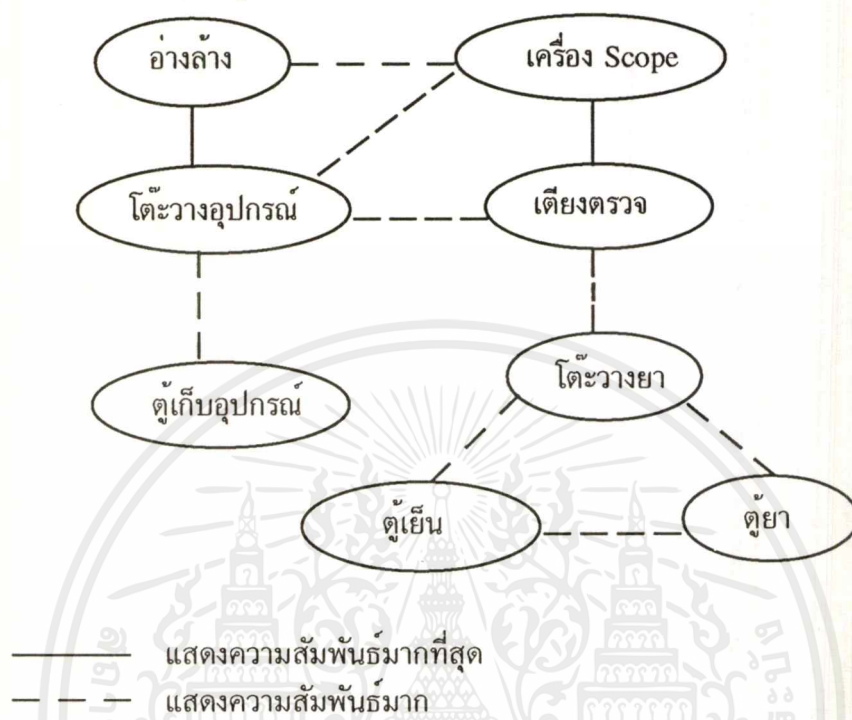 อ่างล้าง
เครื่อง Scope
โต๊ะวางอุปกรณ์
เตียงตรวจ
โต๊ะวางยา
ตู้เก็บอุปกรณ์
ตู้เย็น
ตู้ยา
แสดงความสัมพันธ์มากที่สุด
แสดงความสัมพันธ์มาก